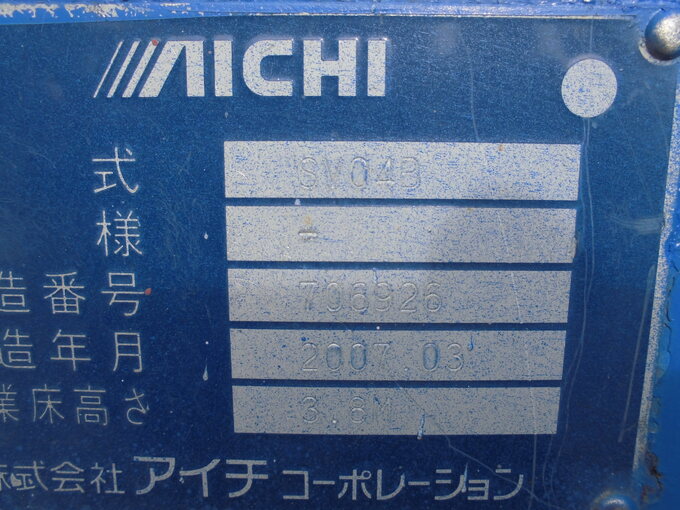 AICHI
式 SV04B
様 -
造番号 706926
造年月 2007.03
業床高さ 3.6M
株式会社 アイチ コーポレーション